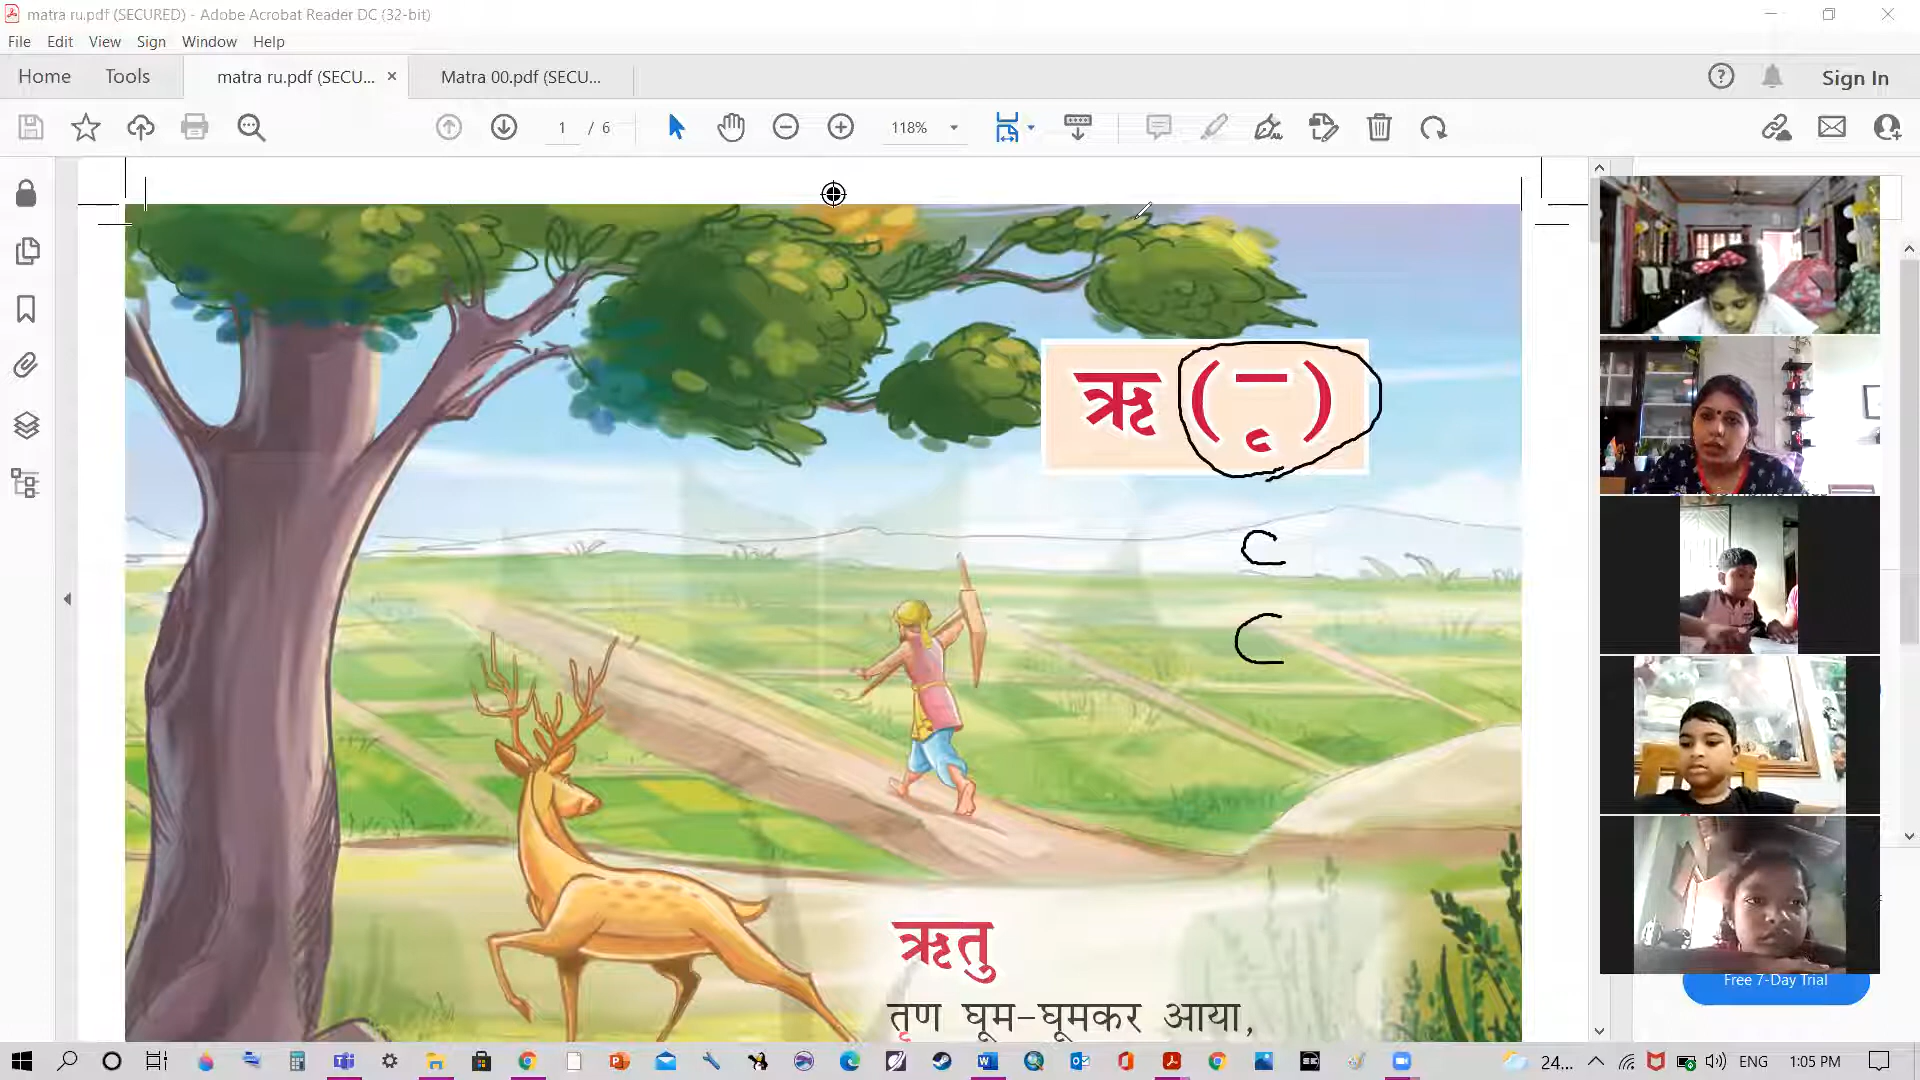 matra ru.pdf (SECURED) - Adobe Acrobat Reader DC (32-bit)
File Edit View Sign Window Help
Home Tools matra ru.pdf (SECU... × Matra 00.pdf (SECU... Sign In
1 / 6 118%
ऋ ( ृ )
c
c
ऋतु
तृण घूम-घूमकर आया,
Free 7-Day Trial
24... ENG 1:05 PM